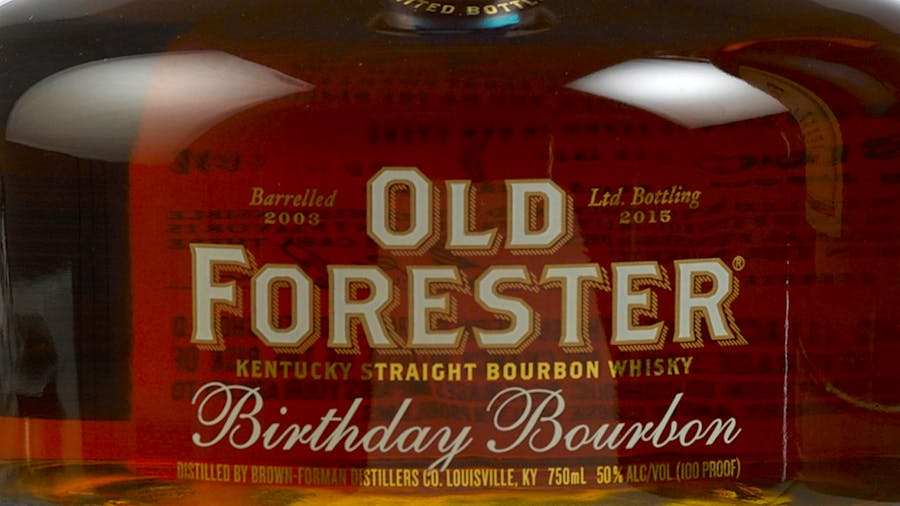 BOTT
Barrelled
2003
OLD
Ltd. Bottling
2015
FORESTER®
KENTUCKY STRAIGHT BOURBON WHISKY
Birthday Bourbon
DISTILLED BY BROWN-FORMAN DISTILLERS CO. LOUISVILLE, KY 750mL 50% ALC/VOL (100 PROOF)